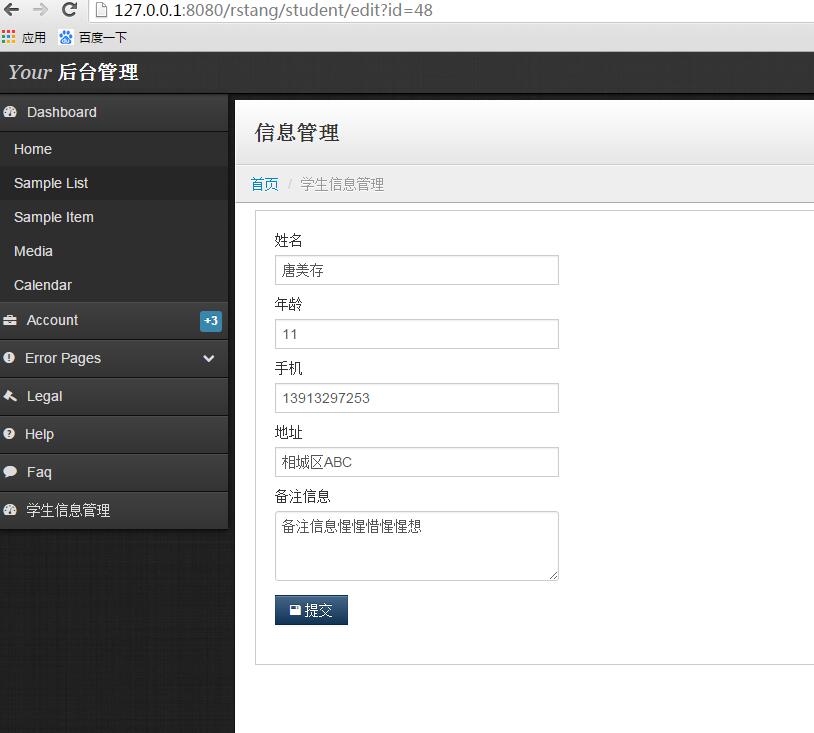 127.0.0.1:8080/rstang/student/edit?id=48
应用 百度一下
Your 后台管理
Dashboard
Home
Sample List
Sample Item
Media
Calendar
Account +3
Error Pages
Legal
Help
Faq
学生信息管理
信息管理
首页 / 学生信息管理
姓名
唐美存
年龄
11
手机
13913297253
地址
相城区ABC
备注信息
备注信息惺惺惜惺惺想
提交